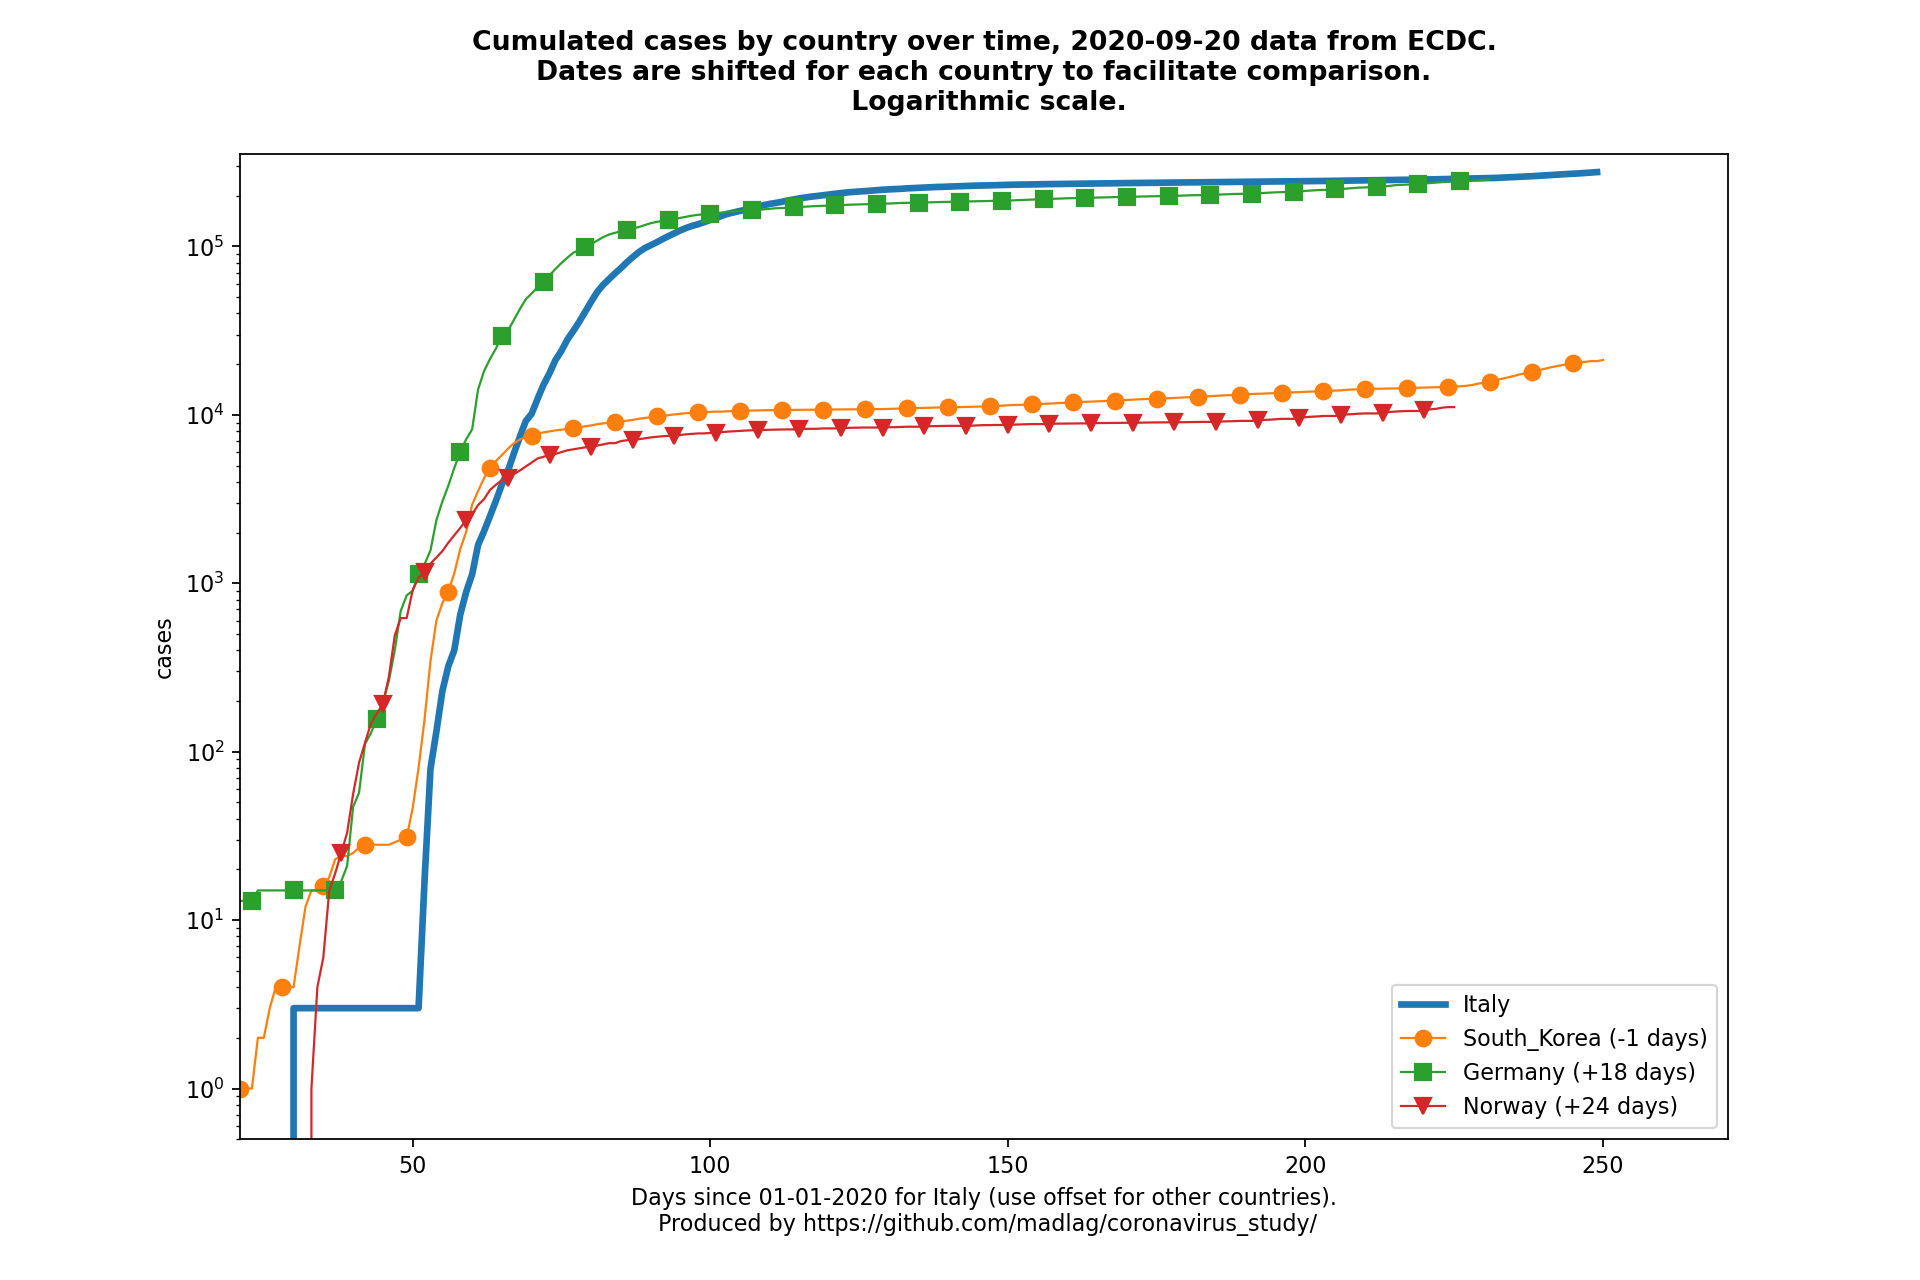 Cumulated cases by country over time, 2020-09-20 data from ECDC.
Dates are shifted for each country to facilitate comparison.
Logarithmic scale.
10^5
10^4
10^3
10^2
10^1
10^0
cases
Italy
South_Korea (-1 days)
Germany (+18 days)
Norway (+24 days)
50 100 150 200 250
Days since 01-01-2020 for Italy (use offset for other countries).
Produced by https://github.com/madlag/coronavirus_study/